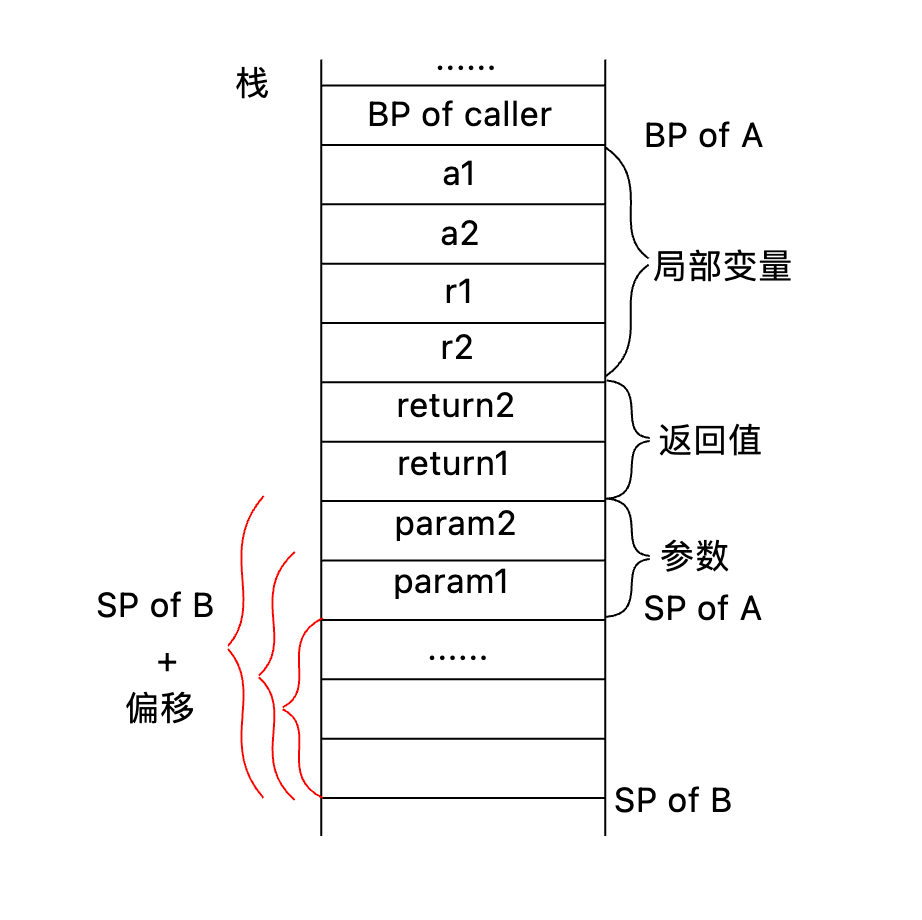 栈
......
BP of caller
BP of A
a1
a2
局部变量
r1
r2
return2
返回值
return1
param2
参数
param1
SP of A
SP of B
+
偏移
......
SP of B